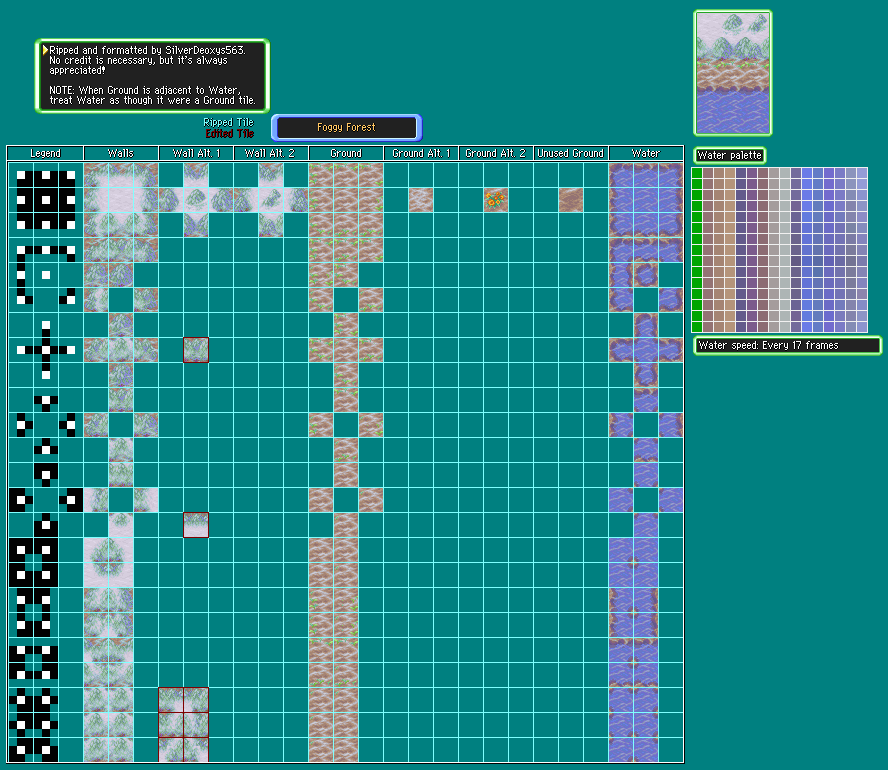 Ripped and formatted by SilverDeoxys563.
No credit is necessary, but it's always
appreciated!
NOTE: When Ground is adjacent to Water,
treat Water as though it were a Ground tile.
Ripped Tile
Edited Tile
Foggy Forest
Legend
Walls
Wall Alt. 1
Wall Alt. 2
Ground
Ground Alt. 1
Ground Alt. 2
Unused Ground
Water
Water palette
Water speed: Every 17 frames